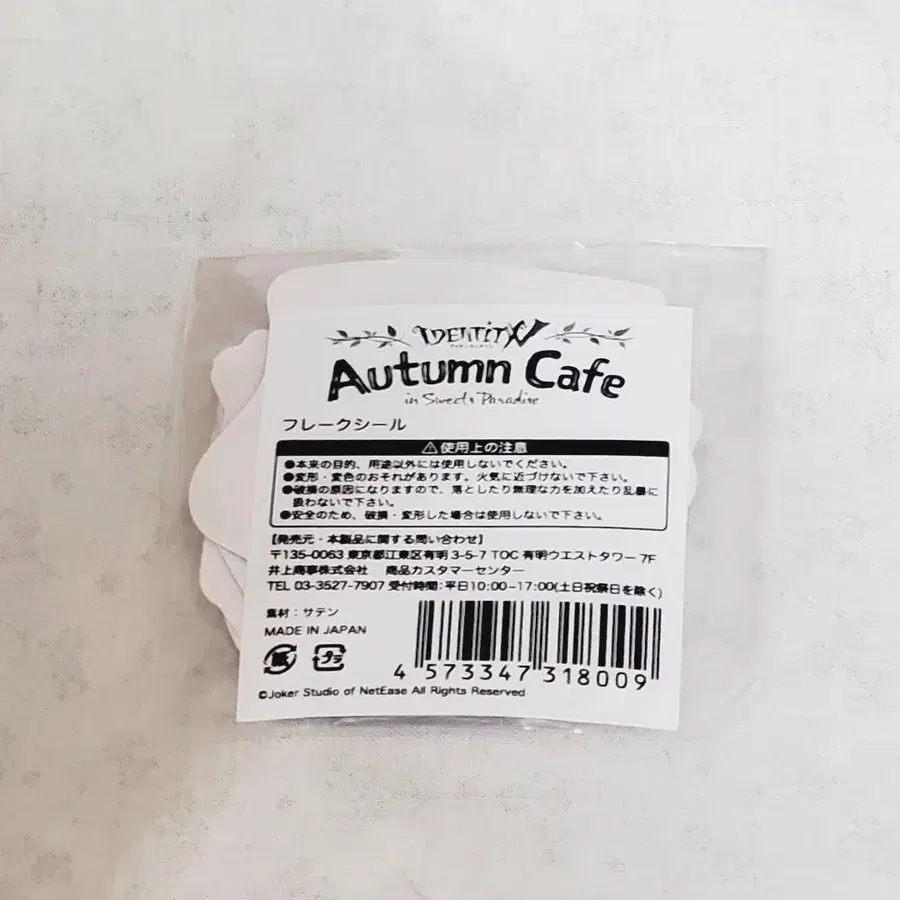 IDENTITY V
Autumn Cafe
in Sweets Paradise
フレークシール
⚠使用上の注意
●本来の目的、用途以外には使用しないでください。
●変形・変色のおそれがあります。火気に近づけないで下さい。
●破損の原因になりますので、落としたり無理な力を加えたり乱暴に
扱わないで下さい。
●安全のため、破損・変形した場合は使用しないで下さい。
【発売元・本製品に関する問い合わせ】
〒135-0063 東京都江東区有明 3-5-7 TOC 有明ウエストタワー 7F
井上商事株式会社 商品カスタマーセンター
TEL 03-3527-7907 受付時間：平日10:00-17:00(土日祝祭日を除く)
素材：サテン
MADE IN JAPAN
紙 プラ
4 573347 318009
©Joker Studio of NetEase All Rights Reserved